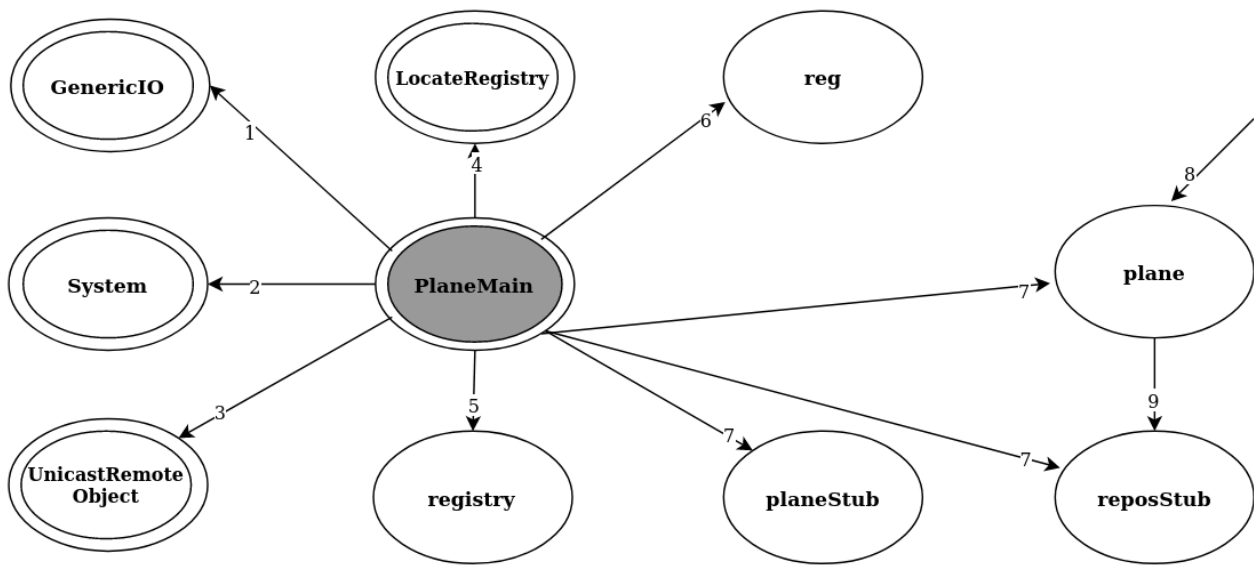 GenericIO
LocateRegistry
reg
1
4
6
8
System
2
PlaneMain
7
plane
3
5
7
7
9
UnicastRemote
Object
registry
planeStub
reposStub